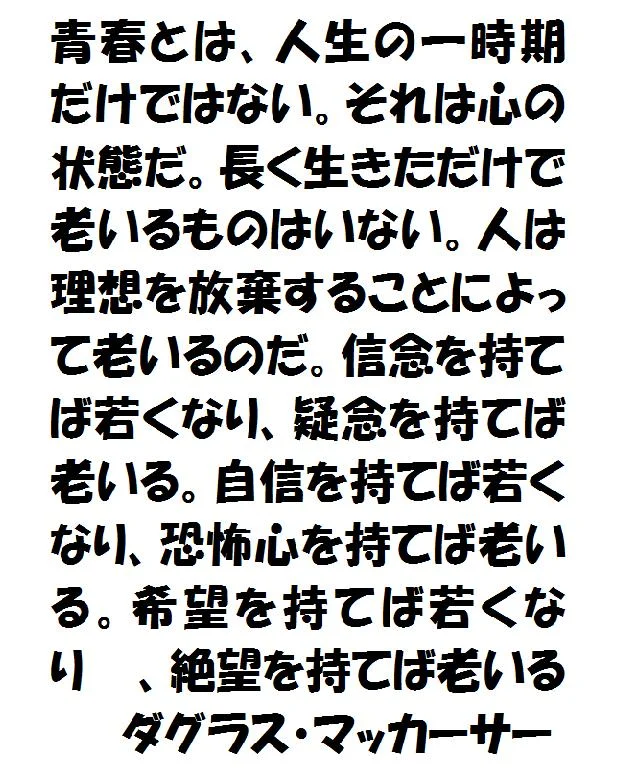 青春とは、人生の一時期
だけではない。それは心の
状態だ。長く生きただけで
老いるものはいない。人は
理想を放棄することによっ
て老いるのだ。信念を持て
ば若くなり、疑念を持てば
老いる。自信を持てば若く
なり、恐怖心を持てば老い
る。希望を持てば若くな
り　、絶望を持てば老いる
ダグラス・マッカーサー